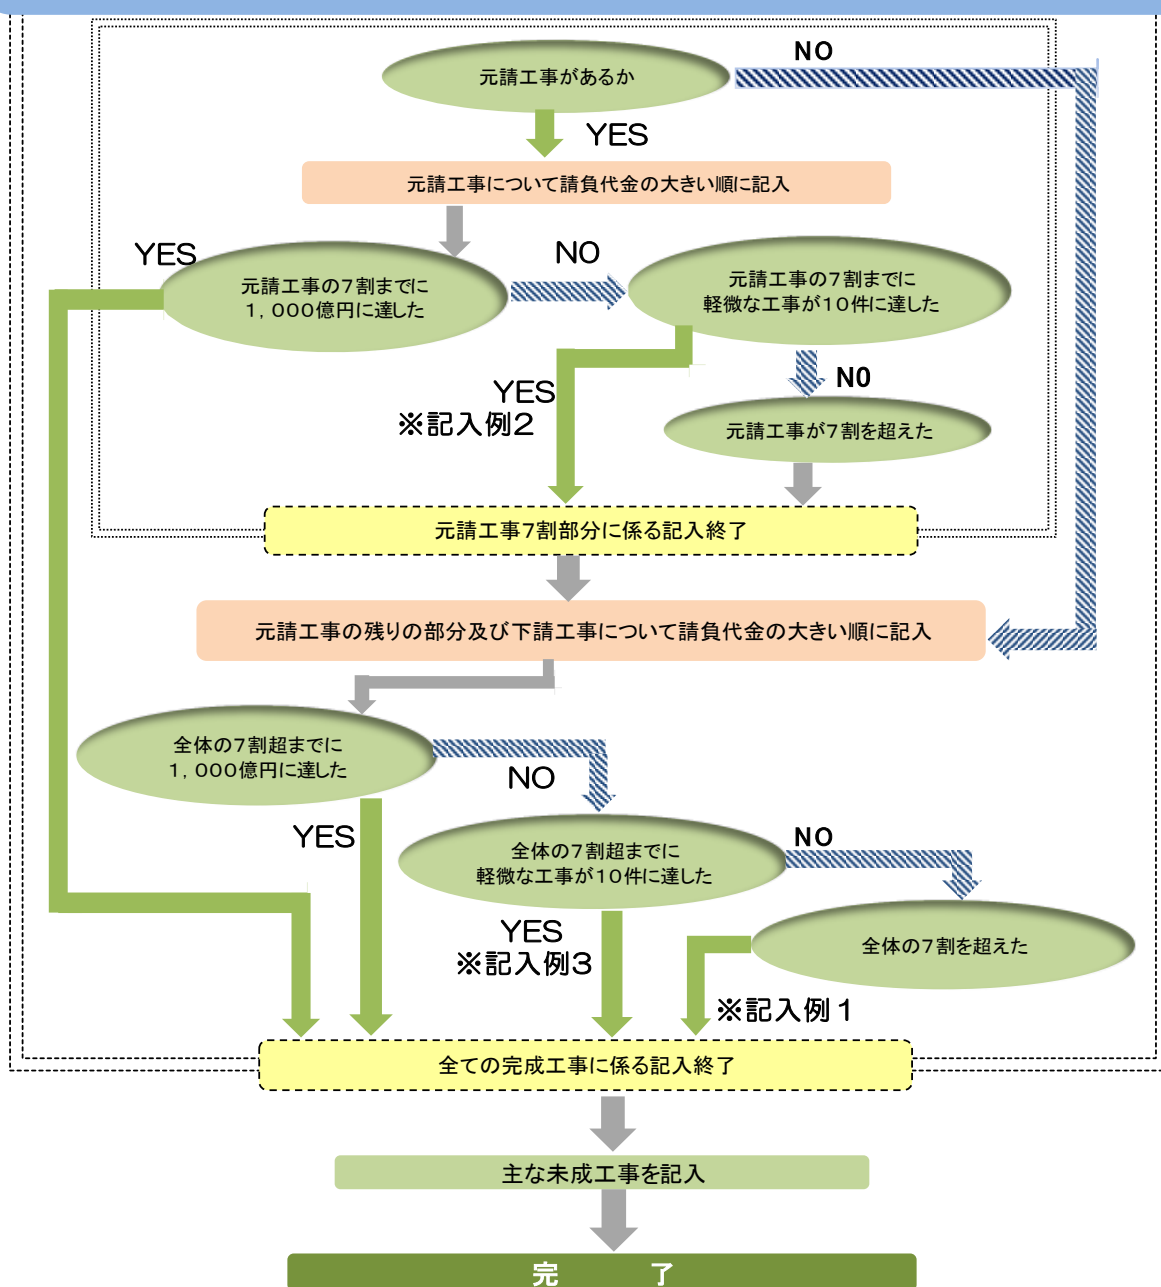 NO
元請工事があるか
YES
元請工事について請負代金の大きい順に記入
YES
NO
元請工事の7割までに
1，000億円に達した
元請工事の7割までに
軽微な工事が10件に達した
YES
※記入例2
N0
元請工事が7割を超えた
元請工事7割部分に係る記入終了
元請工事の残りの部分及び下請工事について請負代金の大きい順に記入
全体の7割超までに
1，000億円に達した
NO
YES
全体の7割超までに
軽微な工事が10件に達した
NO
YES
※記入例3
全体の7割を超えた
※記入例1
全ての完成工事に係る記入終了
主な未成工事を記入
完　了